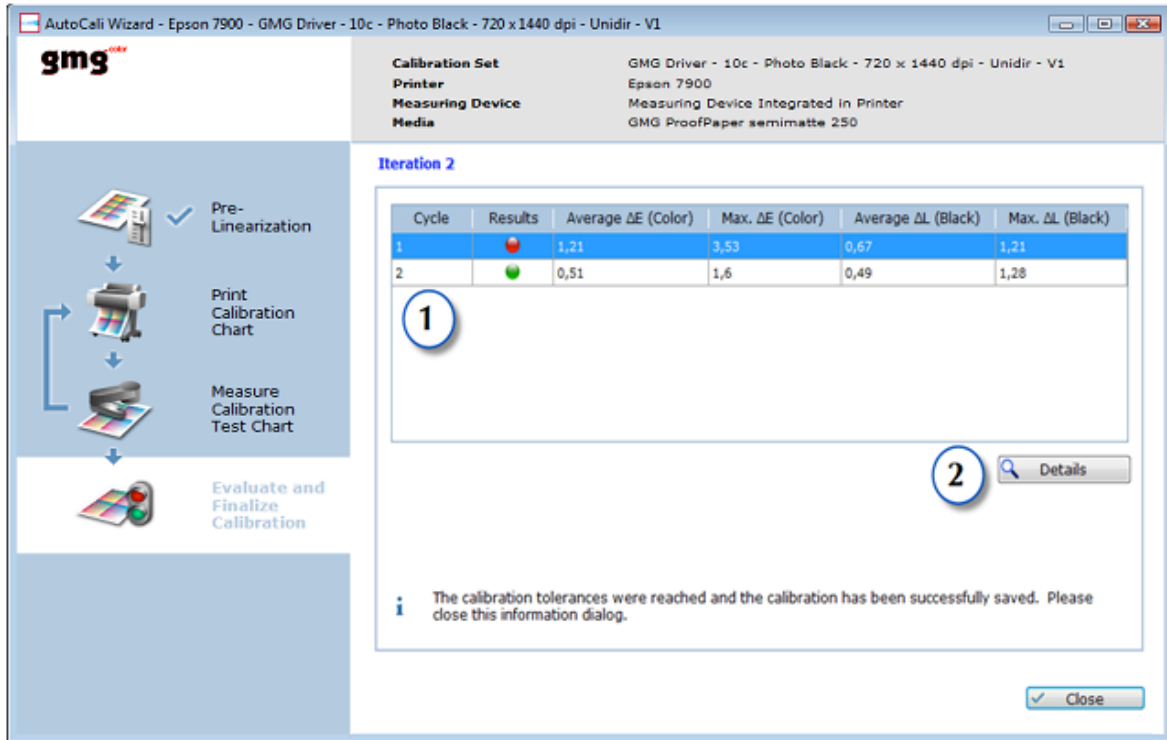 AutoCali Wizard - Epson 7900 - GMG Driver - 10c - Photo Black - 720 x 1440 dpi - Unidir - V1
gmg color
Calibration Set GMG Driver - 10c - Photo Black - 720 x 1440 dpi - Unidir - V1
Printer Epson 7900
Measuring Device Measuring Device Integrated in Printer
Media GMG ProofPaper semimatte 250
Pre-
Linearization
Print
Calibration
Chart
Measure
Calibration
Test Chart
Evaluate and
Finalize
Calibration
Iteration 2
Cycle Results Average ΔE (Color) Max. ΔE (Color) Average ΔL (Black) Max. ΔL (Black)
1 1,21 3,53 0,67 1,21
2 0,51 1,6 0,49 1,28
1
2
Details
i
The calibration tolerances were reached and the calibration has been successfully saved. Please
close this information dialog.
Close